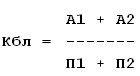 А1 + А2
Кбл = -------
П1 + П2